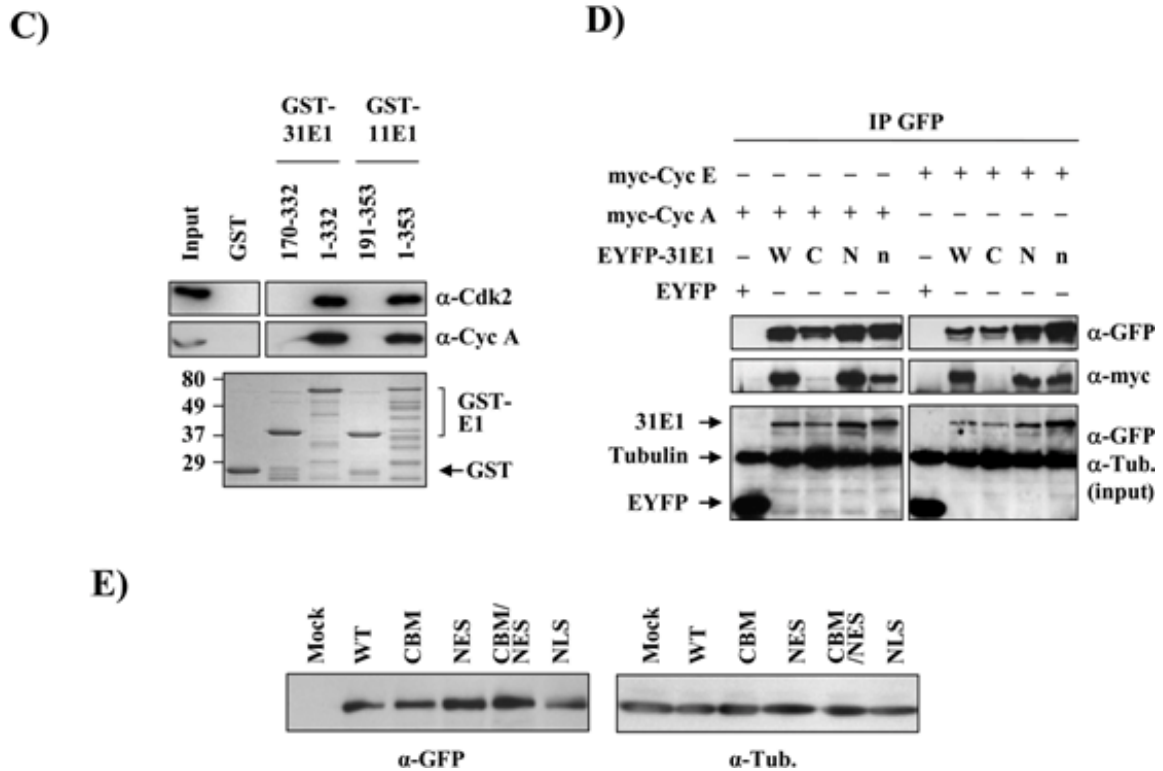 C)
GST-
31E1
GST-
11E1
Input
GST
170-332
1-332
191-353
1-353
α-Cdk2
α-Cyc A
80
49
37
29
GST-
E1
GST
D)
IP GFP
myc-Cyc E – – – – – + + + + +
myc-Cyc A + + + + + – – – – –
EYFP-31E1 – W C N n – W C N n
EYFP + – – – – + – – – –
α-GFP
α-myc
31E1
Tubulin
EYFP
α-GFP
α-Tub.
(input)
E)
Mock
WT
CBM
NES
CBM/
NES
NLS
α-GFP
Mock
WT
CBM
NES
CBM
/NES
NLS
α-Tub.